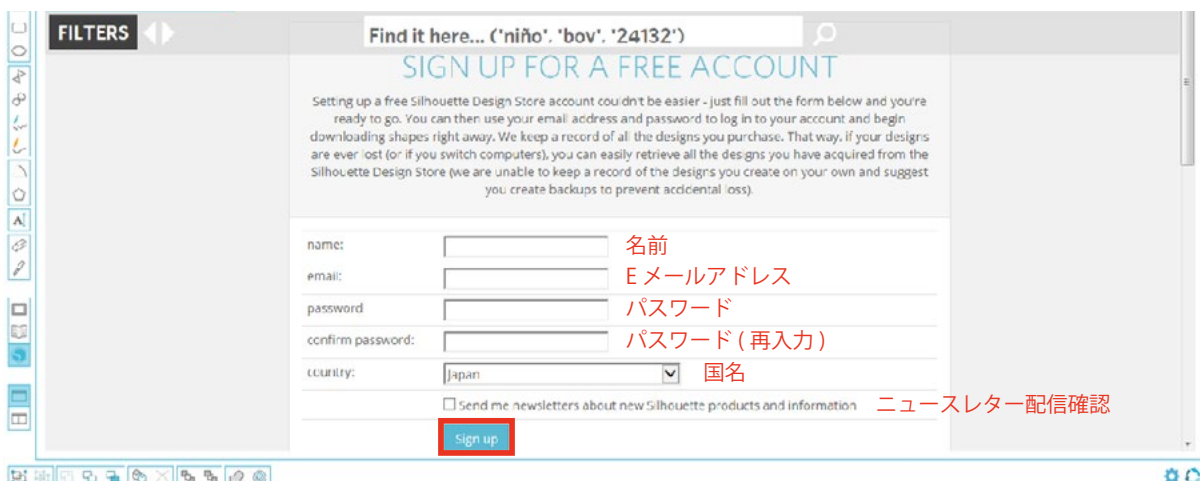 FILTERS
Find it here... ('niño', 'boy', '24132')
SIGN UP FOR A FREE ACCOUNT
Setting up a free Silhouette Design Store account couldn't be easier - just fill out the form below and you're
ready to go. You can then use your email address and password to log in to your account and begin
downloading shapes right away. We keep a record of all the designs you purchase. That way, if your designs
are ever lost (or if you switch computers), you can easily retrieve all the designs you have acquired from the
Silhouette Design Store (we are unable to keep a record of the designs you create on your own and suggest
you create backups to prevent accidental loss).
name: 名前
email: E メールアドレス
password パスワード
confirm password: パスワード ( 再入力 )
country: Japan 国名
Send me newsletters about new Silhouette products and information ニュースレター配信確認
Sign up